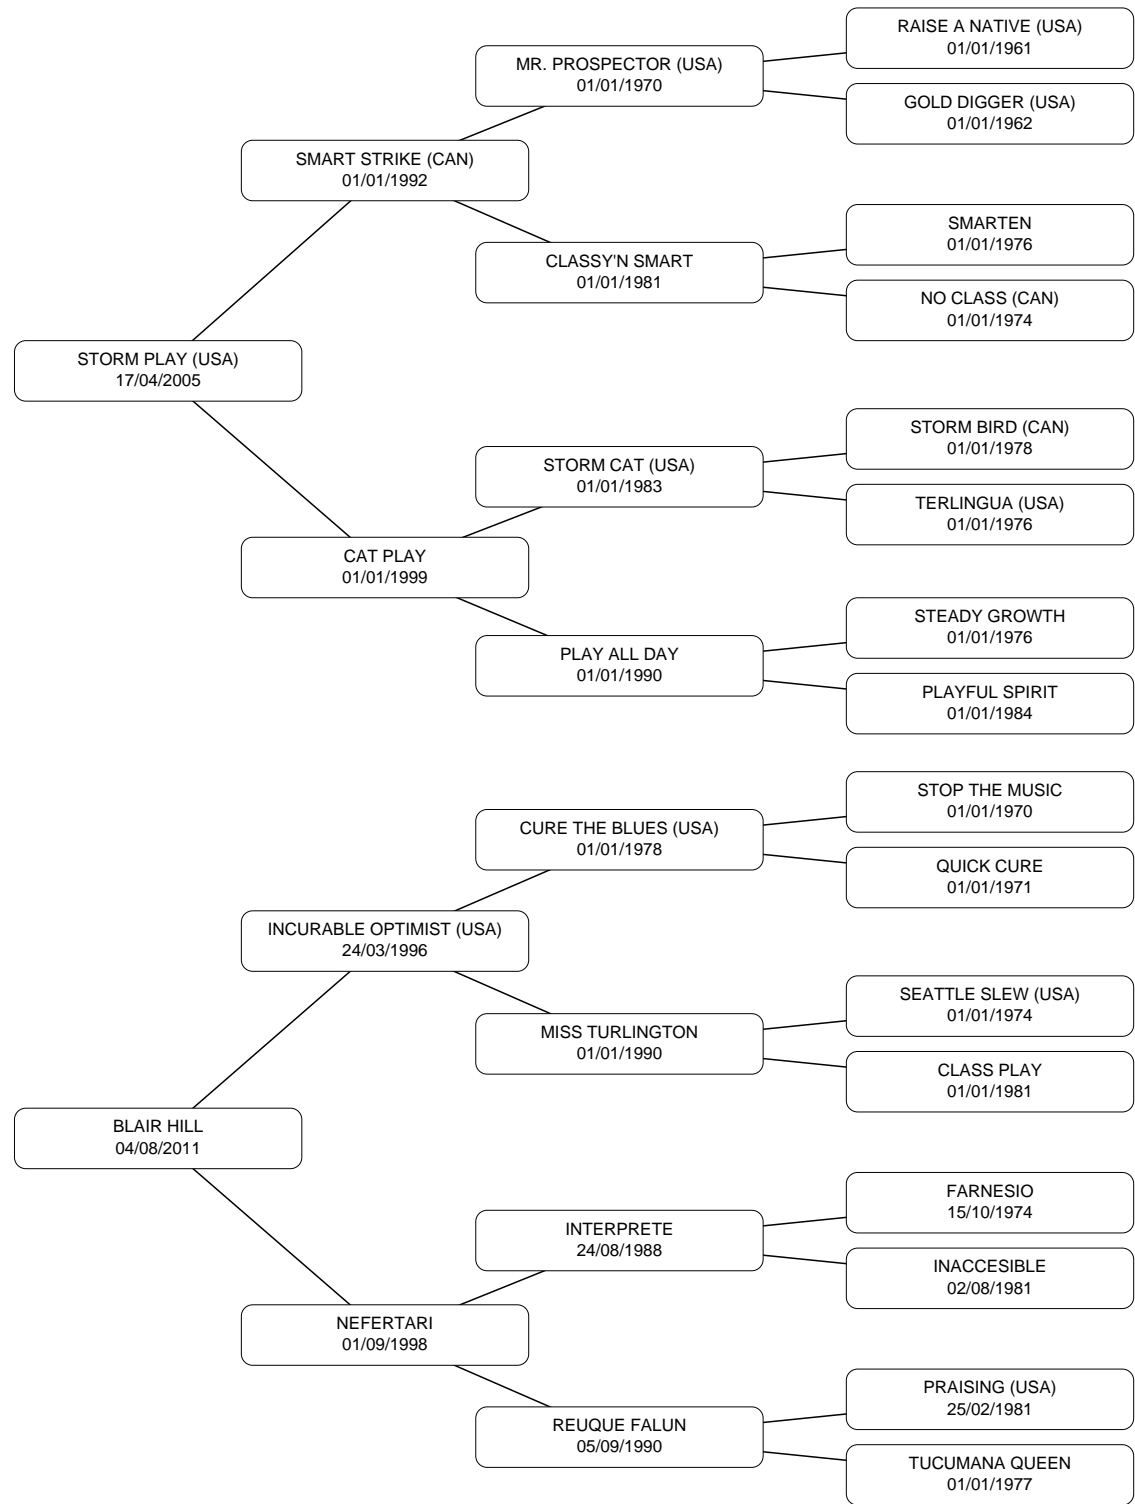 RAISE A NATIVE (USA)
01/01/1961
MR. PROSPECTOR (USA)
01/01/1970
GOLD DIGGER (USA)
01/01/1962
SMART STRIKE (CAN)
01/01/1992
SMARTEN
01/01/1976
CLASSY'N SMART
01/01/1981
NO CLASS (CAN)
01/01/1974
STORM PLAY (USA)
17/04/2005
STORM BIRD (CAN)
01/01/1978
STORM CAT (USA)
01/01/1983
TERLINGUA (USA)
01/01/1976
CAT PLAY
01/01/1999
STEADY GROWTH
01/01/1976
PLAY ALL DAY
01/01/1990
PLAYFUL SPIRIT
01/01/1984
STOP THE MUSIC
01/01/1970
CURE THE BLUES (USA)
01/01/1978
QUICK CURE
01/01/1971
INCURABLE OPTIMIST (USA)
24/03/1996
SEATTLE SLEW (USA)
01/01/1974
MISS TURLINGTON
01/01/1990
CLASS PLAY
01/01/1981
BLAIR HILL
04/08/2011
FARNESIO
15/10/1974
INTERPRETE
24/08/1988
INACCESIBLE
02/08/1981
NEFERTARI
01/09/1998
PRAISING (USA)
25/02/1981
REUQUE FALUN
05/09/1990
TUCUMANA QUEEN
01/01/1977